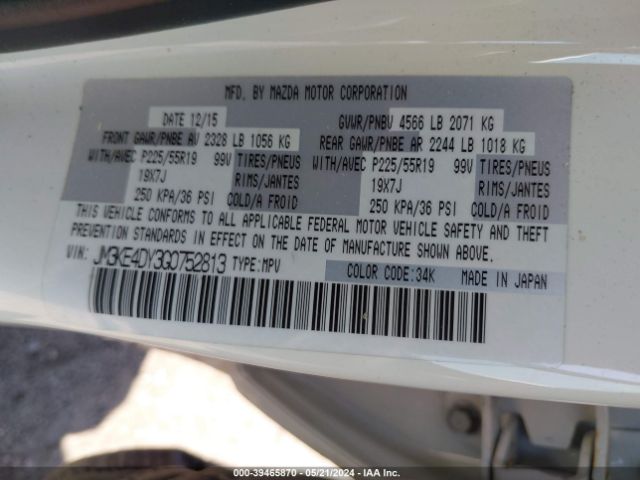 MFD. BY MAZDA MOTOR CORPORATION
DATE 12/15 GVWR/PNBV 4566 LB 2071 KG
FRONT GAWR/PNBE AV 2328 LB 1056 KG REAR GAWR/PNBE AR 2244 LB 1018 KG
WITH/AVEC P225/55R19 99V TIRES/PNEUS WITH/AVEC P225/55R19 99V TIRES/PNEUS
19X7J RIMS/JANTES 19X7J RIMS/JANTES
250 KPA/36 PSI COLD/A FROID 250 KPA/36 PSI COLD/A FROID
THIS VEHICLE CONFORMS TO ALL APPLICABLE FEDERAL MOTOR VEHICLE SAFETY AND THEFT
PREVENTION STANDARDS IN EFFECT ON THE DATE OF MANUFACTURE SHOWN ABOVE.
VIN: JM3KE4DY3G0752813 TYPE:MPV COLOR CODE:34K MADE IN JAPAN
000-39465870 - 05/21/2024 - IAA Inc.